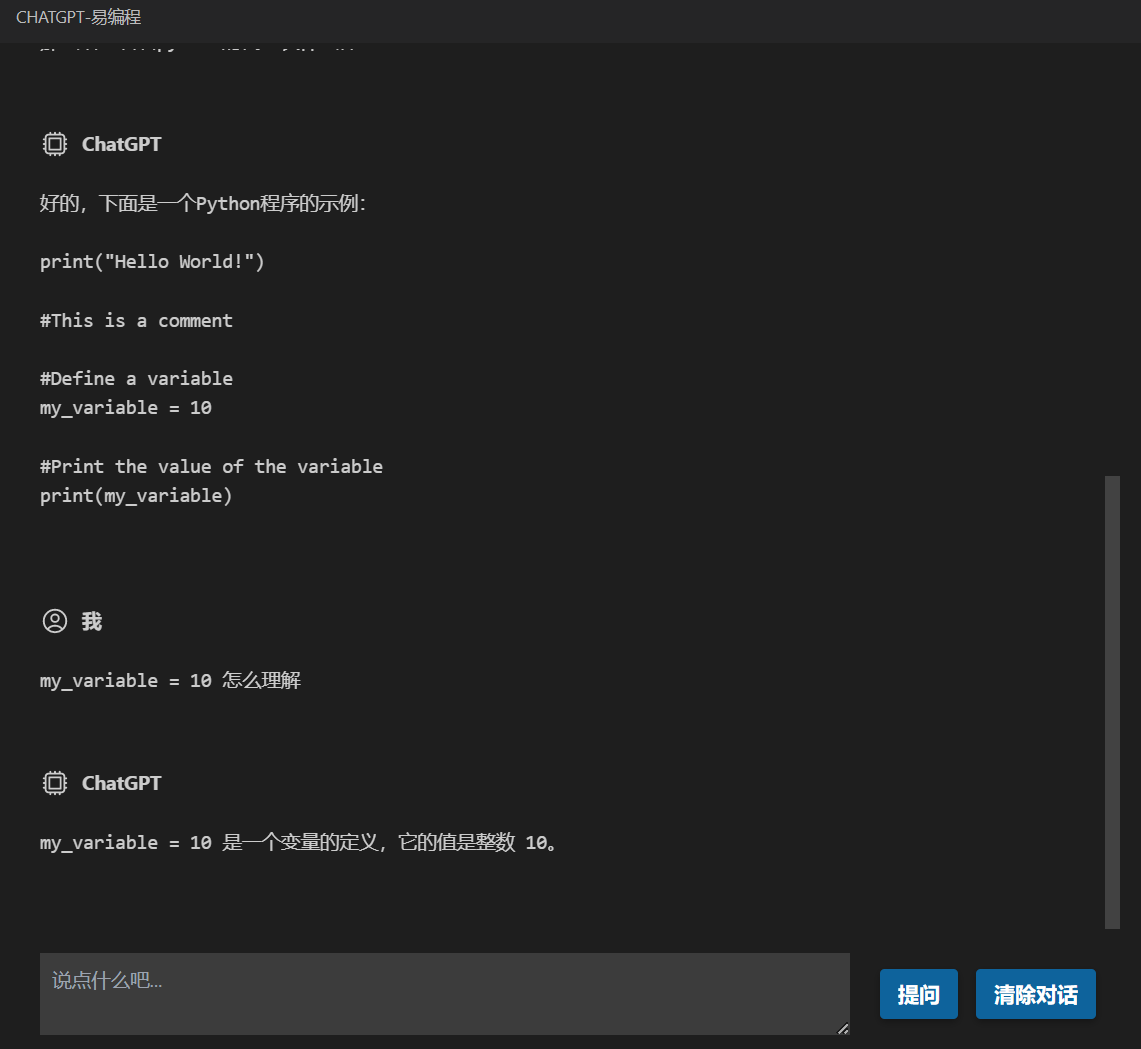 CHATGPT-易编程
ChatGPT
好的，下面是一个Python程序的示例：
print("Hello World!")
#This is a comment
#Define a variable
my_variable = 10
#Print the value of the variable
print(my_variable)
我
my_variable = 10 怎么理解
ChatGPT
my_variable = 10 是一个变量的定义，它的值是整数 10。
说点什么吧...
提问
清除对话